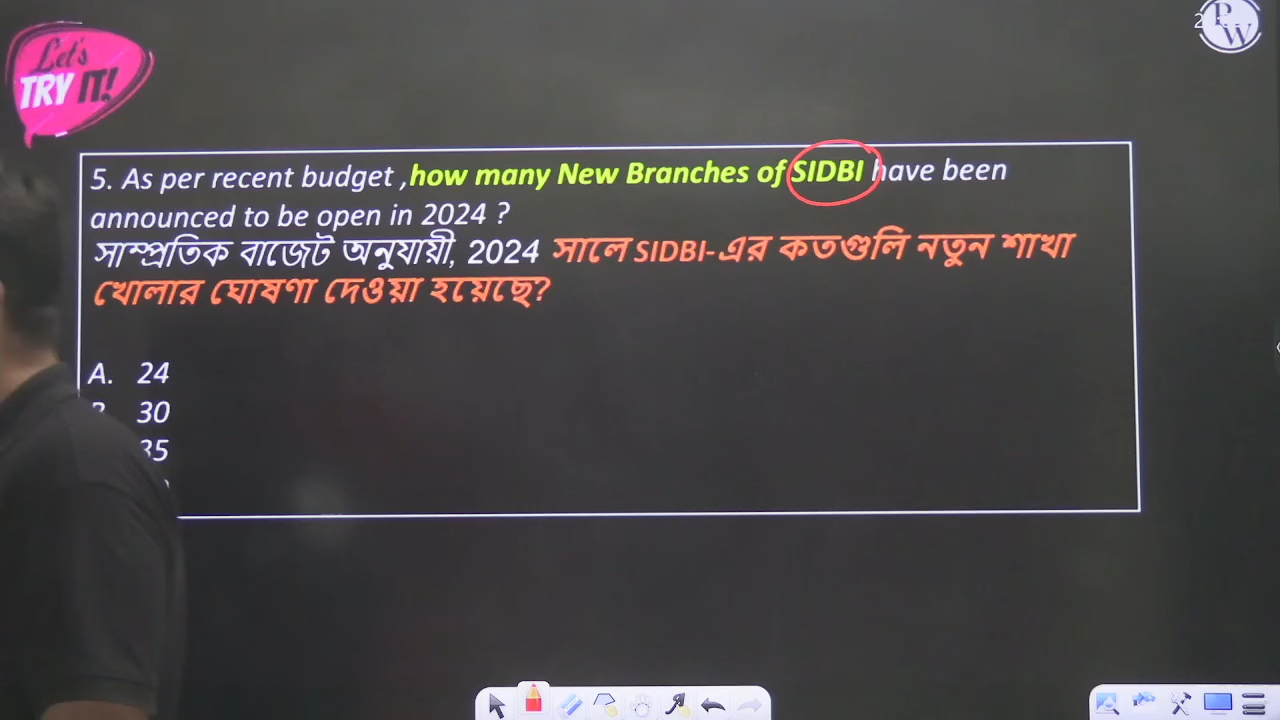 Let's
TRY IT!
PW
5. As per recent budget ,how many New Branches of SIDBI have been
announced to be open in 2024 ?
সাম্প্রতিক বাজেট অনুযায়ী, 2024 সালে SIDBI-এর কতগুলি নতুন শাখা
খোলার ঘোষণা দেওয়া হয়েছে?
A. 24
30
35